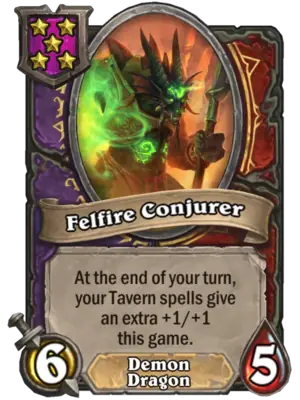 Felfire Conjurer
At the end of your turn,
your Tavern spells give
an extra +1/+1
this game.
6
Demon
Dragon
5